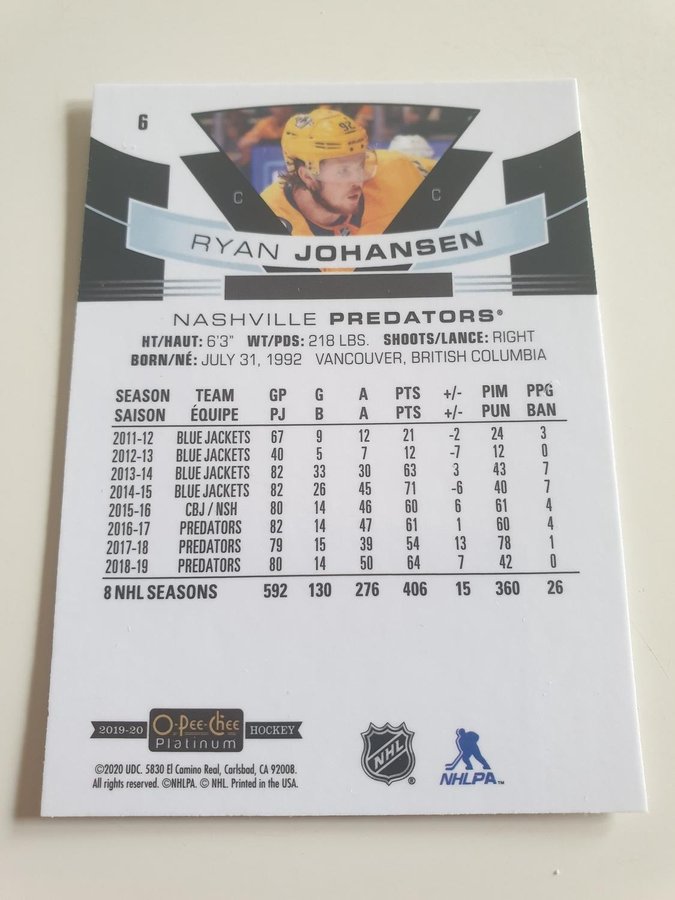 6
92
C C
RYAN JOHANSEN
NASHVILLE PREDATORS®
HT/HAUT: 6'3" WT/PDS: 218 LBS. SHOOTS/LANCE: RIGHT
BORN/NÉ: JULY 31, 1992 VANCOUVER, BRITISH COLUMBIA
SEASON TEAM GP G A PTS +/- PIM PPG
SAISON ÉQUIPE PJ B A PTS +/- PUN BAN
2011-12 BLUE JACKETS 67 9 12 21 -2 24 3
2012-13 BLUE JACKETS 40 5 7 12 -7 12 0
2013-14 BLUE JACKETS 82 33 30 63 3 43 7
2014-15 BLUE JACKETS 82 26 45 71 -6 40 7
2015-16 CBJ / NSH 80 14 46 60 6 61 4
2016-17 PREDATORS 82 14 47 61 1 60 4
2017-18 PREDATORS 79 15 39 54 13 78 1
2018-19 PREDATORS 80 14 50 64 7 42 0
8 NHL SEASONS 592 130 276 406 15 360 26
2019-20 O-Pee-Chee HOCKEY
Platinum
NHL ®
NHLPA™
©2020 UDC. 5830 El Camino Real, Carlsbad, CA 92008.
All rights reserved. ©NHLPA. © NHL. Printed in the USA.